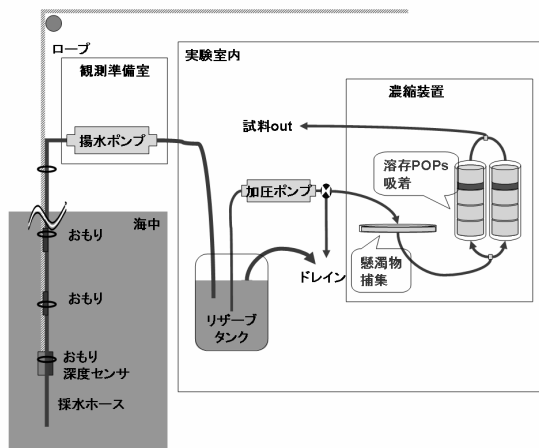 ロープ
観測準備室
揚水ポンプ
実験室内
濃縮装置
試料out
溶存POPs
吸着
加圧ポンプ
海中
おもり
ドレイン
懸濁物
捕集
おもり
リザーブ
タンク
おもり
深度センサ
採水ホース